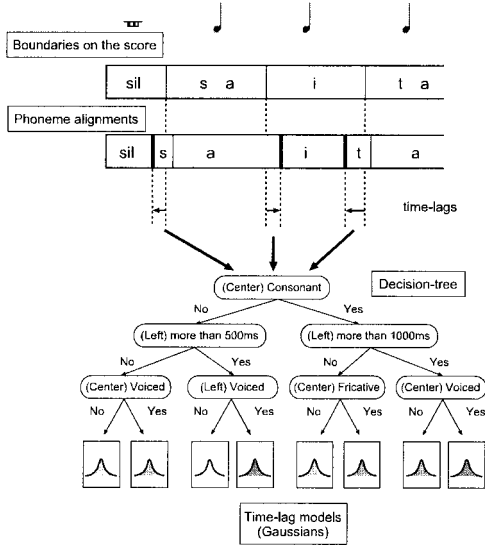 Boundaries on the score
sil s a i t a
Phoneme alignments
sil s a i t a
time-lags
(Center) Consonant
Decision-tree
No Yes
(Left) more than 500ms (Left) more than 1000ms
No Yes No Yes
(Center) Voiced (Left) Voiced (Center) Fricative (Center) Voiced
No Yes No Yes No Yes No Yes
Time-lag models
(Gaussians)